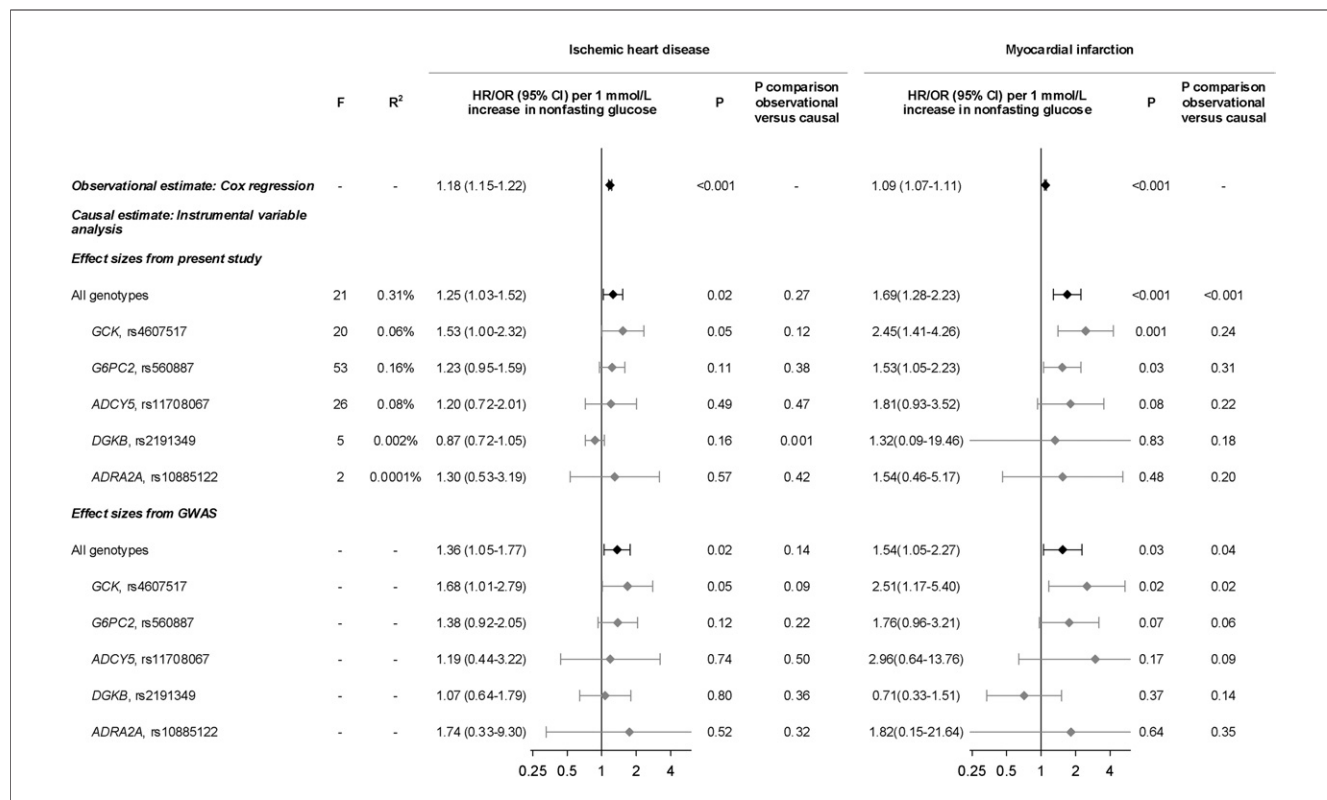 Ischemic heart disease Myocardial infarction
F R² HR/OR (95% CI) per 1 mmol/L increase in nonfasting glucose P P comparison observational versus causal HR/OR (95% CI) per 1 mmol/L increase in nonfasting glucose P P comparison observational versus causal
Observational estimate: Cox regression - - 1.18 (1.15-1.22) <0.001 - 1.09 (1.07-1.11) <0.001 -
Causal estimate: Instrumental variable
analysis
Effect sizes from present study
All genotypes 21 0.31% 1.25 (1.03-1.52) 0.02 0.27 1.69 (1.28-2.23) <0.001 <0.001
GCK, rs4607517 20 0.06% 1.53 (1.00-2.32) 0.05 0.12 2.45 (1.41-4.26) 0.001 0.24
G6PC2, rs560887 53 0.16% 1.23 (0.95-1.59) 0.11 0.38 1.53(1.05-2.23) 0.03 0.31
ADCY5, rs11708067 26 0.08% 1.20 (0.72-2.01) 0.49 0.47 1.81(0.93-3.52) 0.08 0.22
DGKB, rs2191349 5 0.002% 0.87 (0.72-1.05) 0.16 0.001 1.32(0.09-19.46) 0.83 0.18
ADRA2A, rs10885122 2 0.0001% 1.30 (0.53-3.19) 0.57 0.42 1.54(0.46-5.17) 0.48 0.20
Effect sizes from GWAS
All genotypes - - 1.36 (1.05-1.77) 0.02 0.14 1.54(1.05-2.27) 0.03 0.04
GCK, rs4607517 - - 1.68 (1.01-2.79) 0.05 0.09 2.51(1.17-5.40) 0.02 0.02
G6PC2, rs560887 - - 1.38 (0.92-2.05) 0.12 0.22 1.76(0.96-3.21) 0.07 0.06
ADCY5, rs11708067 - - 1.19 (0.44-3.22) 0.74 0.50 2.96(0.64-13.76) 0.17 0.09
DGKB, rs2191349 - - 1.07 (0.64-1.79) 0.80 0.36 0.71(0.33-1.51) 0.37 0.14
ADRA2A, rs10885122 - - 1.74 (0.33-9.30) 0.52 0.32 1.82(0.15-21.64) 0.64 0.35
0.25 0.5 1 2 4 0.25 0.5 1 2 4